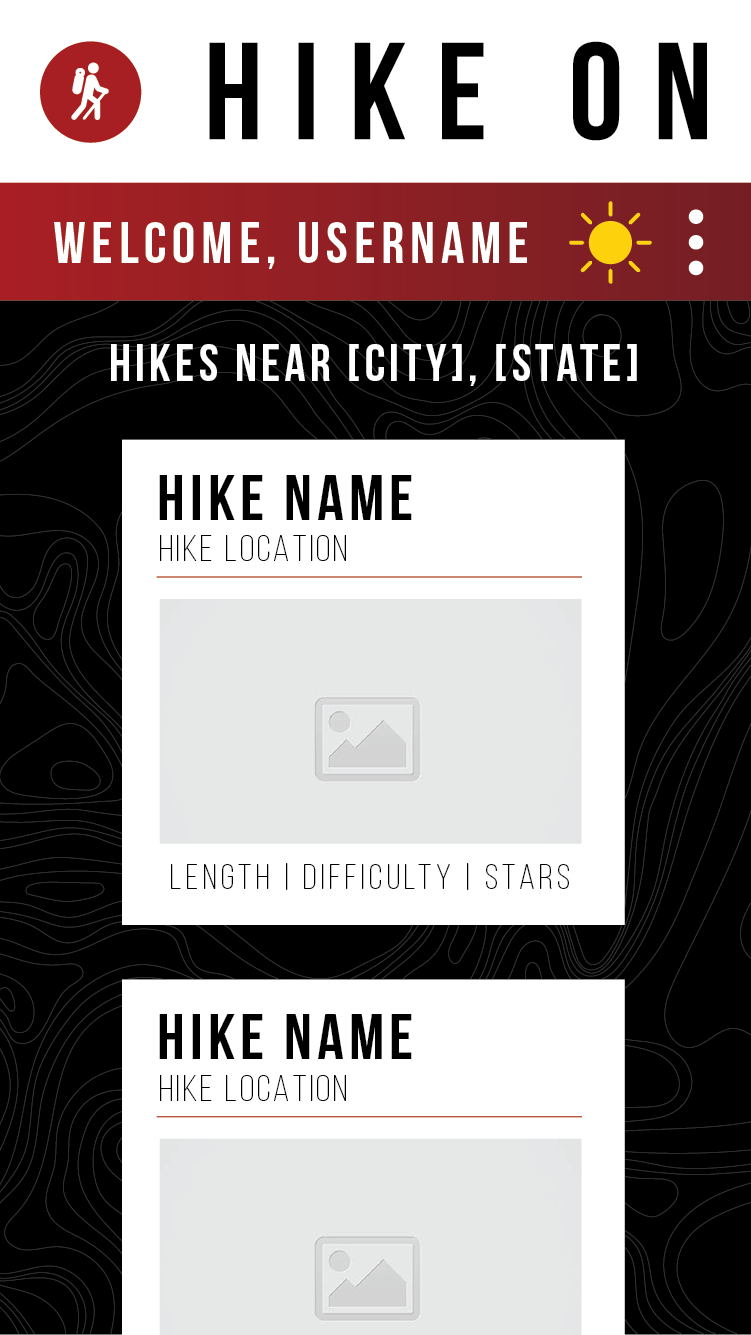 HIKE ON
WELCOME, USERNAME
HIKES NEAR [CITY], [STATE]
HIKE NAME
HIKE LOCATION
LENGTH | DIFFICULTY | STARS
HIKE NAME
HIKE LOCATION